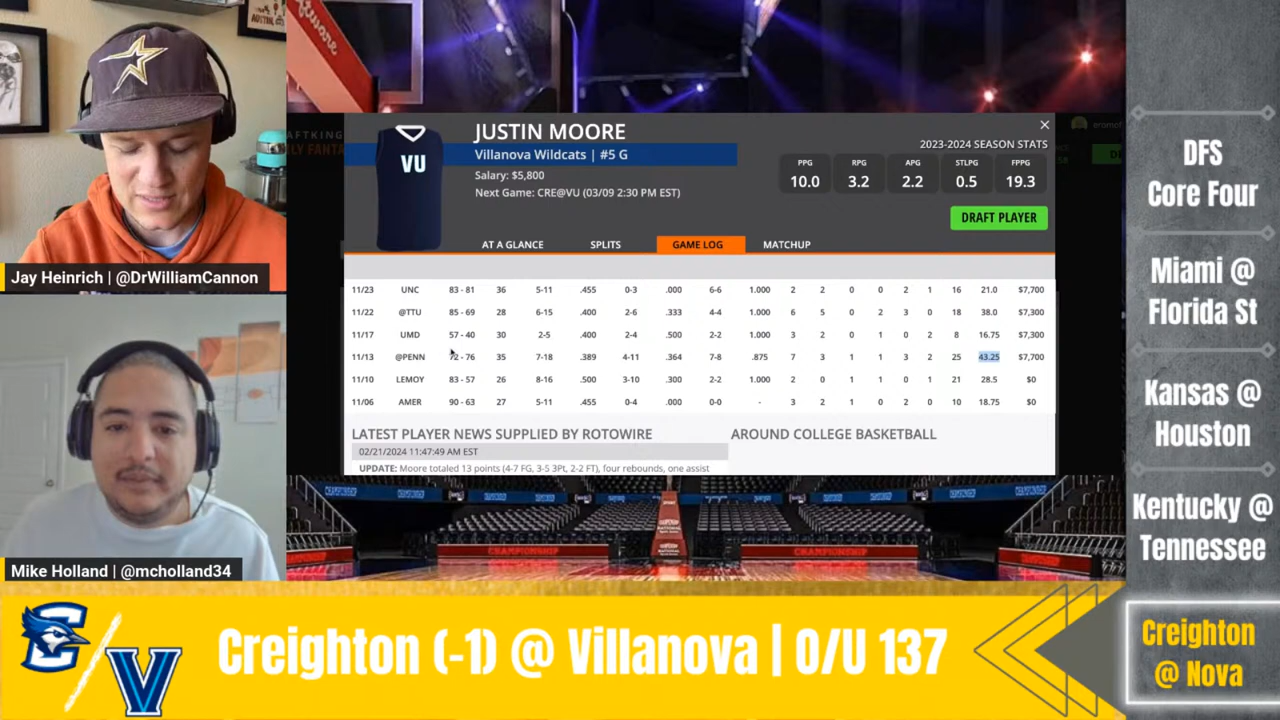 Jay Heinrich | @DrWilliamCannon
Mike Holland | @mcholland34
JUSTIN MOORE
Villanova Wildcats | #5 G
Salary: $5,800
Next Game: CRE@VU (03/09 2:30 PM EST)
VU
2023-2024 SEASON STATS
PPG RPG APG STLPG FPPG
10.0 3.2 2.2 0.5 19.3
DRAFT PLAYER
AT A GLANCE SPLITS GAME LOG MATCHUP
11/23 UNC 83 - 81 36 5-11 .455 0-3 .000 6-6 1.000 2 2 0 0 2 1 16 21.0 $7,700
11/22 @TTU 85 - 69 28 6-15 .400 2-6 .333 4-4 1.000 6 5 0 2 3 0 18 38.0 $7,300
11/17 UMD 57 - 40 30 2-5 .400 2-4 .500 2-2 1.000 3 2 0 1 0 2 8 16.75 $7,300
11/13 @PENN 72 - 76 35 7-18 .389 4-11 .364 7-8 .875 7 3 1 1 3 2 25 43.25 $7,700
11/10 LEMOY 83 - 57 26 8-16 .500 3-10 .300 2-2 1.000 2 0 1 1 0 1 21 28.5 $0
11/06 AMER 90 - 63 27 5-11 .455 0-4 .000 0-0 - 3 2 1 0 2 0 10 18.75 $0
LATEST PLAYER NEWS SUPPLIED BY ROTOWIRE
AROUND COLLEGE BASKETBALL
02/21/2024 11:47:49 AM EST
UPDATE: Moore totaled 13 points (4-7 FG, 3-5 3Pt, 2-2 FT), four rebounds, one assist
CHAMPIONSHIP CHAMPIONSHIP
DFS
Core Four
Miami @
Florida St
Kansas @
Houston
Kentucky @
Tennessee
Creighton
@ Nova
Creighton (-1) @ Villanova | O/U 137